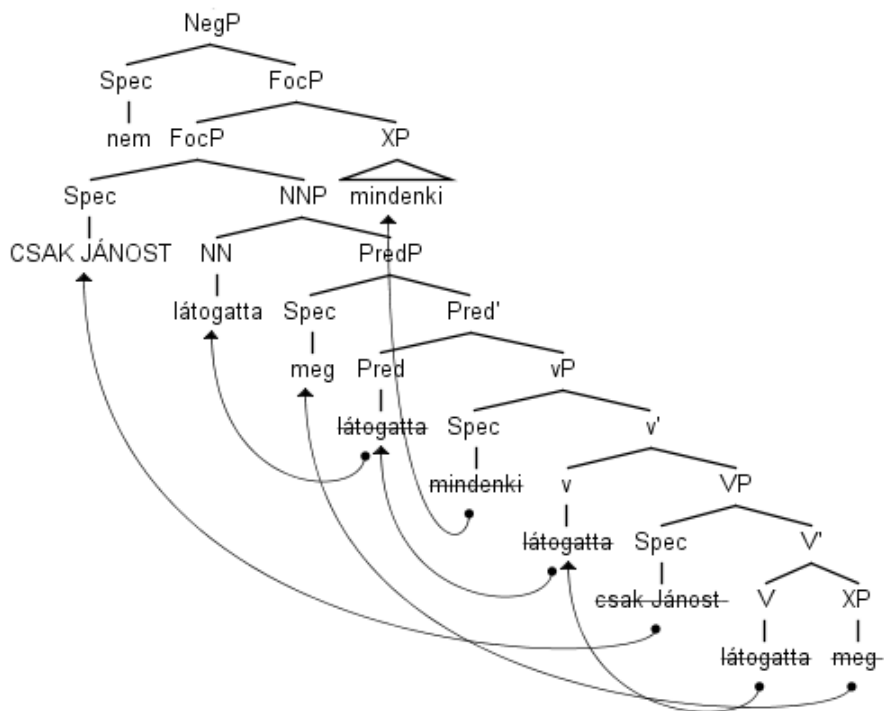 NegP
Spec FocP
nem FocP XP
Spec NNP mindenki
CSAK JÁNOST NN PredP
látogatta Spec Pred'
meg Pred vP
látogatta Spec v'
mindenki v VP
látogatta Spec V'
csak Jánost V XP
látogatta meg